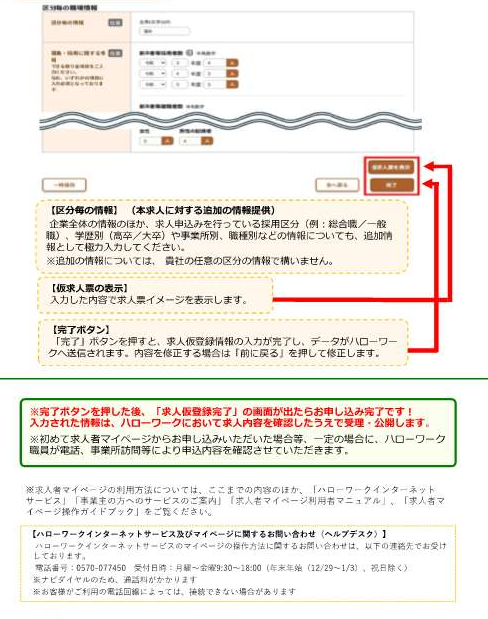 区分毎の職場情報
任意
任意
仮求人票を表示
一時保存
前へ戻る
完了
【区分毎の情報】 （本求人に対する追加の情報提供）
企業全体の情報のほか、求人申込みを行っている採用区分（例：総合職／一般
職）、学歴別（高卒／大卒）や事業所別、職種別などの情報についても、追加情
報として極力入力してください。
※追加の情報については、 貴社の任意の区分の情報で構いません。
【仮求人票の表示】
入力した内容で求人票イメージを表示します。
【完了ボタン】
「完了」ボタンを押すと、求人仮登録情報の入力が完了し、データがハローワー
クへ送信されます。内容を修正する場合は「前に戻る」を押して修正します。
※完了ボタンを押した後、「求人仮登録完了」の画面が出たらお申し込み完了です！
入力された情報は、ハローワークにおいて求人内容を確認したうえで受理・公開します。
※初めて求人者マイページからお申し込みいただいた場合等、一定の場合に、ハローワーク
職員が電話、事業所訪問等により申込内容を確認させていただきます。
※求人者マイページの利用方法については、ここまでの内容のほか、「ハローワークインターネット
サービス」「事業主の方へのサービスのご案内」「求人者マイページ利用者マニュアル」、「求人者マ
イページ操作ガイドブック」をご覧ください。
【ハローワークインターネットサービス及びマイページに関するお問い合わせ（ヘルプデスク）】
ハローワークインターネットサービスのマイページの操作方法に関するお問い合わせは、以下の連絡先でお受け
しております。
電話番号：0570-077450 受付日時：月曜～金曜9:30～18:00（年末年始（12/29～1/3）、祝日除く）
※ナビダイヤルのため、通話料がかかります
※お客様がご利用の電話回線によっては、接続できない場合があります